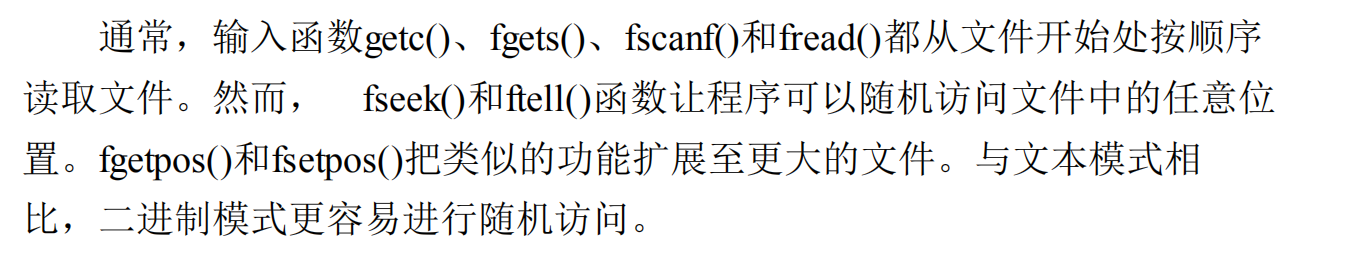 通常，输入函数getc()、fgets()、fscanf()和fread()都从文件开始处按顺序
读取文件。然而， fseek()和ftell()函数让程序可以随机访问文件中的任意位
置。fgetpos()和fsetpos()把类似的功能扩展至更大的文件。与文本模式相
比，二进制模式更容易进行随机访问。